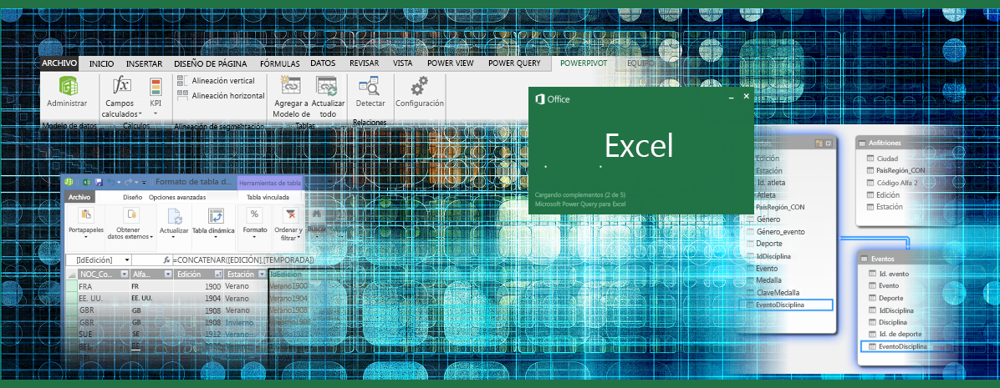 ARCHIVO INICIO INSERTAR DISEÑO DE PÁGINA FÓRMULAS DATOS REVISAR VISTA POWER VIEW POWER QUERY POWERPIVOT EQUIPO
Administrar
Campos
calculados
KPI
Alineación vertical
Alineación horizontal
Agregar a
Modelo de
Actualizar
todo
Detectar
Configuración
Modelo de datos
Cálculos
Alineación de segmentación
Tablas
Relaciones
Office
Excel
Cargando complementos (2 de 5)
Microsoft Power Query para Excel
Formato de tabla d...
Herramientas de tabla
Archivo Diseño Opciones avanzadas Tabla vinculada
Portapapeles
Obtener
datos externos
Actualizar
Tabla dinámica
Formato
Ordenar y
filtrar
Buscar
[IdEdición] fx =CONCATENAR([EDICIÓN],[TEMPORADA])
NOC_Co... Alfa... Edición Estación IdEdición
FRA FR 1900 Verano Verano1900
EE. UU. EE. UU. 1904 Verano Verano1904
GBR GB 1908 Verano Verano1908
GBR GB 1908 Invierno Invierno1908
SUE SE 1912 Verano
BEL
Edición
Estación
Id. atleta
Atleta
PaísRegión_CON
Género
Género_evento
Deporte
IdDisciplina
Evento
Medalla
ClaveMedalla
EventoDisciplina
Anfitriones
Ciudad
PaísRegión_CON
Código Alfa 2
Edición
Estación
Eventos
Id. evento
Evento
Deporte
IdDisciplina
Disciplina
Id. de deporte
EventoDisciplina